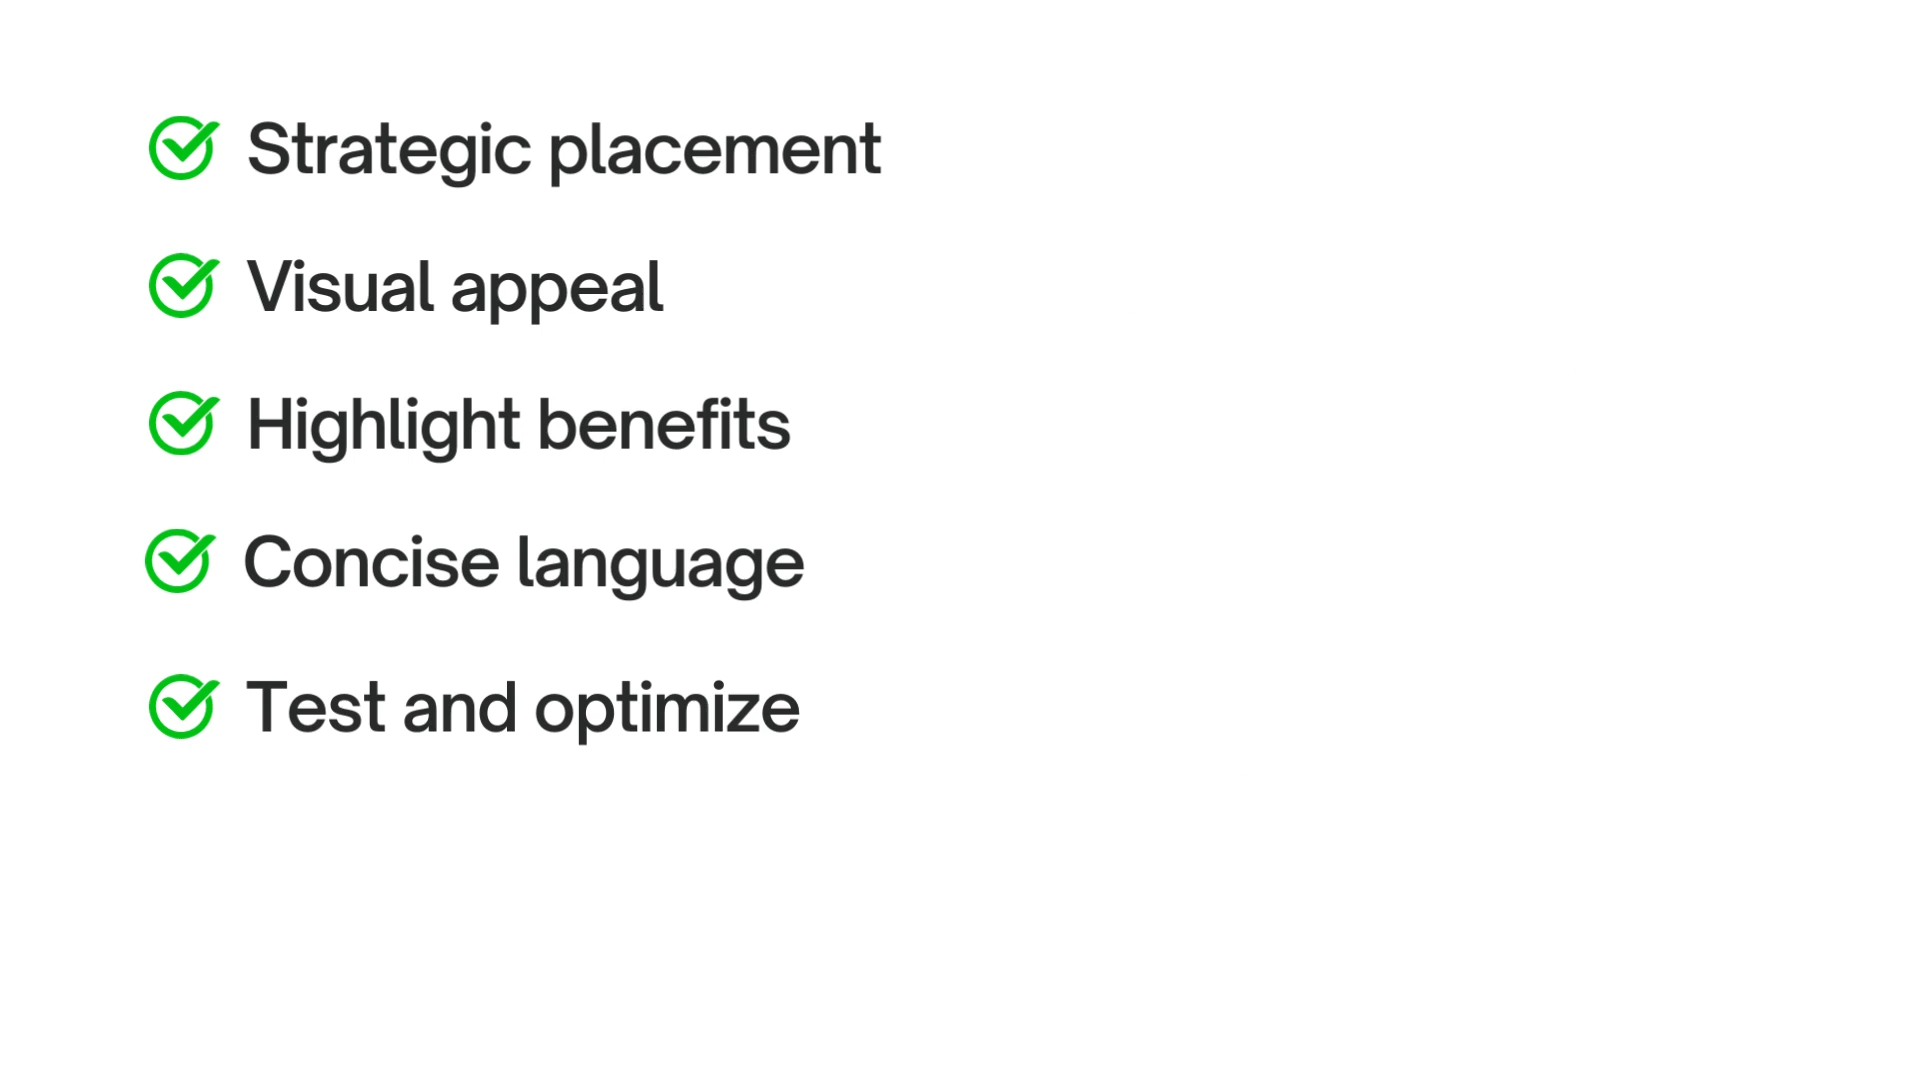 Strategic placement
Visual appeal
Highlight benefits
Concise language
Test and optimize